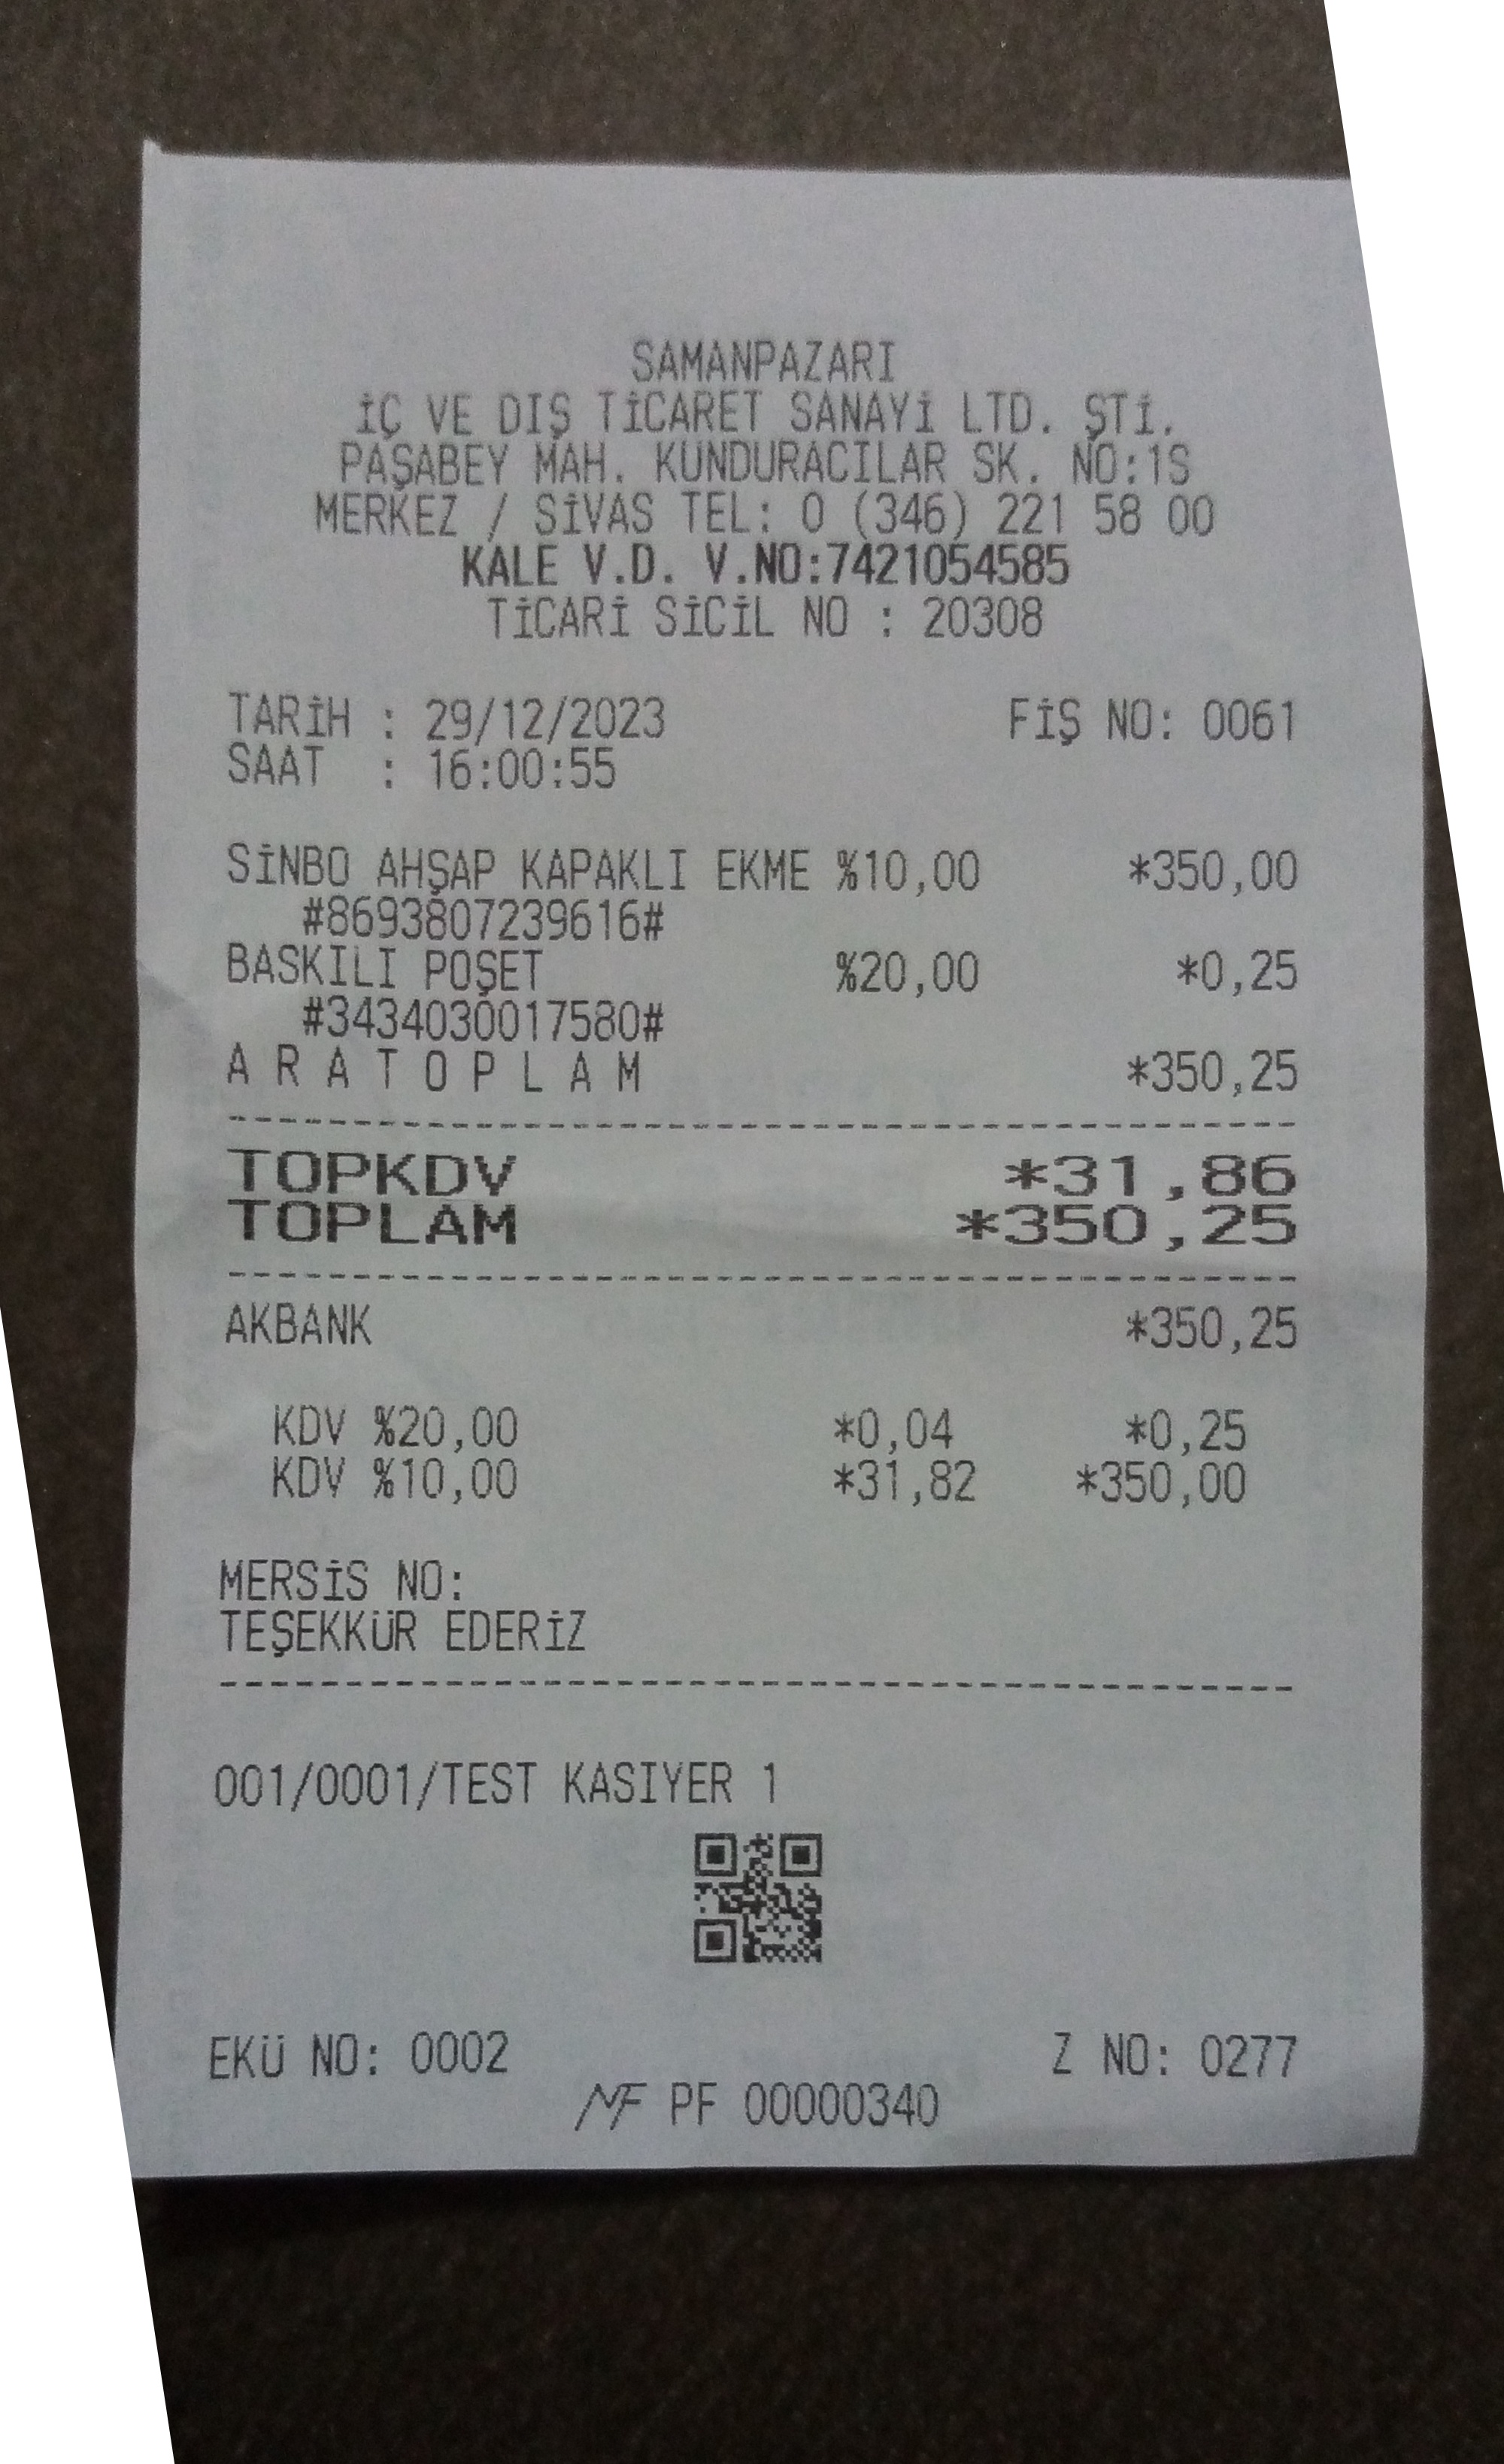 SAMANPAZARI
İÇ VE DIŞ TİCARET SANAYİ LTD. ŞTİ.
PAŞABEY MAH. KUNDURACILAR SK. NO:1S
MERKEZ / SİVAS TEL: 0 (346) 221 58 00
KALE V.D. V.NO:7421054585
TİCARİ SİCİL NO : 20308
TARİH : 29/12/2023 FİŞ NO: 0061
SAAT : 16:00:55
SİNBO AHŞAP KAPAKLI EKME %10,00 *350,00
#8693807239616#
BASKILI POŞET %20,00 *0,25
#3434030017580#
A R A T O P L A M *350,25
TOPKDV *31,86
TOPLAM *350,25
AKBANK *350,25
KDV %20,00 *0,04 *0,25
KDV %10,00 *31,82 *350,00
MERSİS NO:
TEŞEKKÜR EDERİZ
001/0001/TEST KASIYER 1
EKÜ NO: 0002 Z NO: 0277
MF PF 00000340